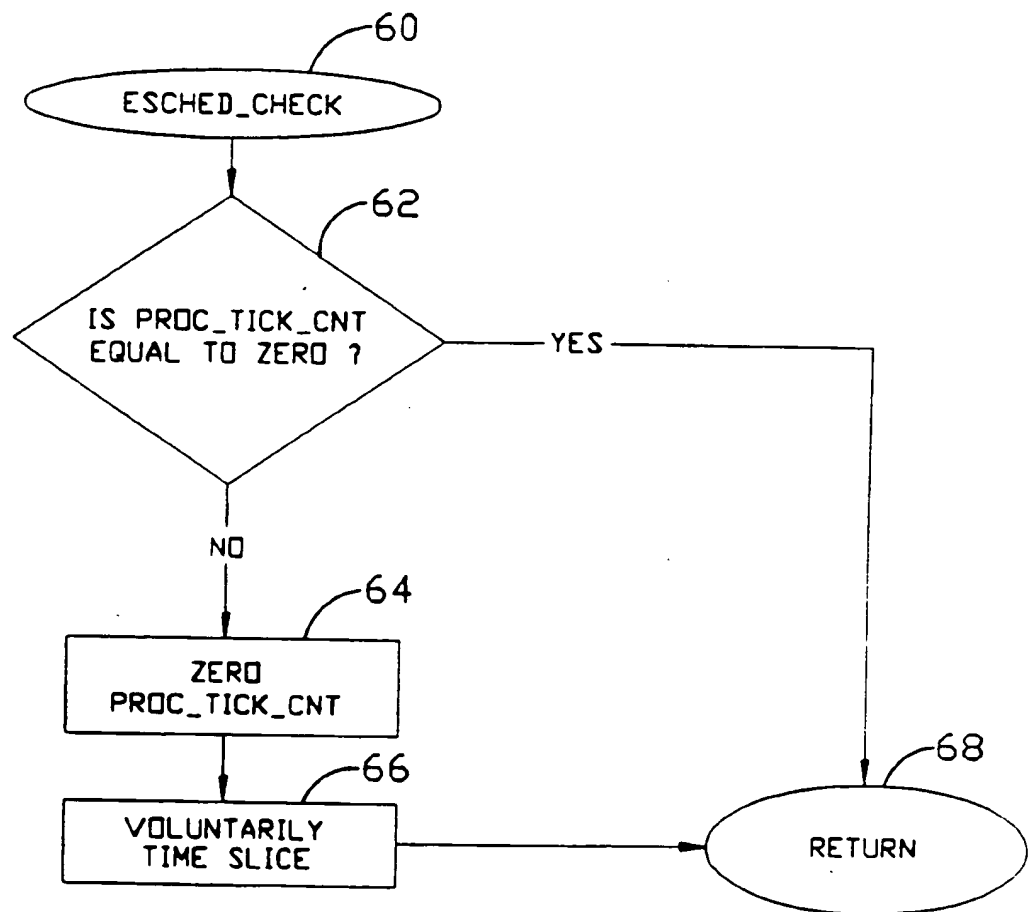 60
ESCHED_CHECK
62
IS PROC_TICK_CNT
EQUAL TO ZERO ?
YES
NO
64
ZERO
PROC_TICK_CNT
66
VOLUNTARILY
TIME SLICE
68
RETURN